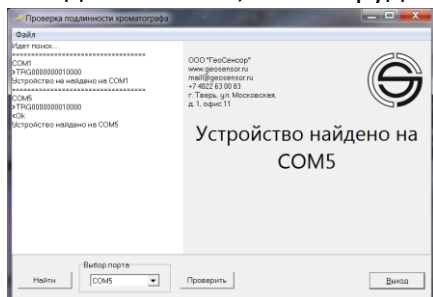 Проверка подлинности хроматографа
Файл
Идет поиск...
===================================
COM1
>TRG0000000010000
Устройство не найдено на COM1
===================================
COM5
>TRG0000000010000
<Ok
Устройство найдено на COM5
ООО "ГеоСенсор"
www.geosensor.ru
mail@geosensor.ru
+7 4822 63 00 83
г. Тверь, ул. Московская,
д. 1, офис 11
Устройство найдено на
COM5
Выбор порта
Найти
COM5
Проверить
Выход